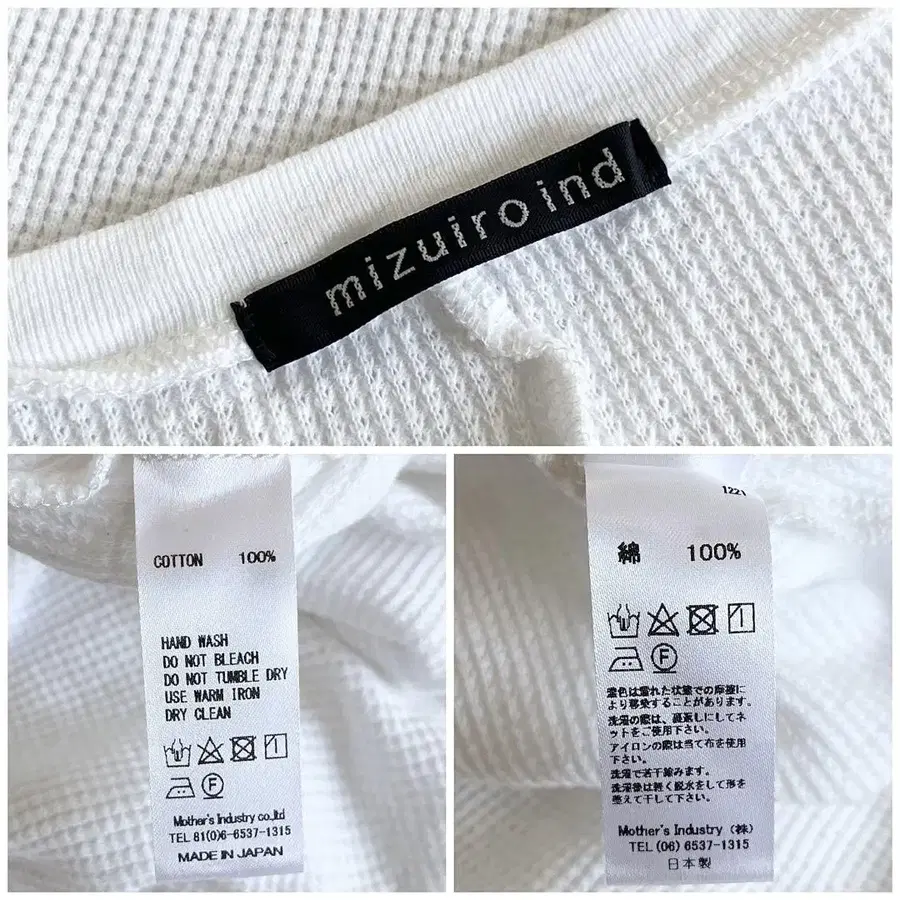 mizuiro ind
COTTON 100%
HAND WASH
DO NOT BLEACH
DO NOT TUMBLE DRY
USE WARM IRON
DRY CLEAN
F
Mother's Industry co.,ltd
TEL 81(0)6-6537-1315
MADE IN JAPAN
1221
綿 100%
F
着色は濡れた状態での摩擦に
より移染することがあります。
洗濯の際は、裏返しにしてネ
ットをご使用下さい。
アイロンの際は当て布を使用
下さい。
洗濯で若干縮みます。
洗濯後は軽く脱水をして形を
整えて干して下さい。
Mother's Industry (株)
TEL (06) 6537-1315
日本製